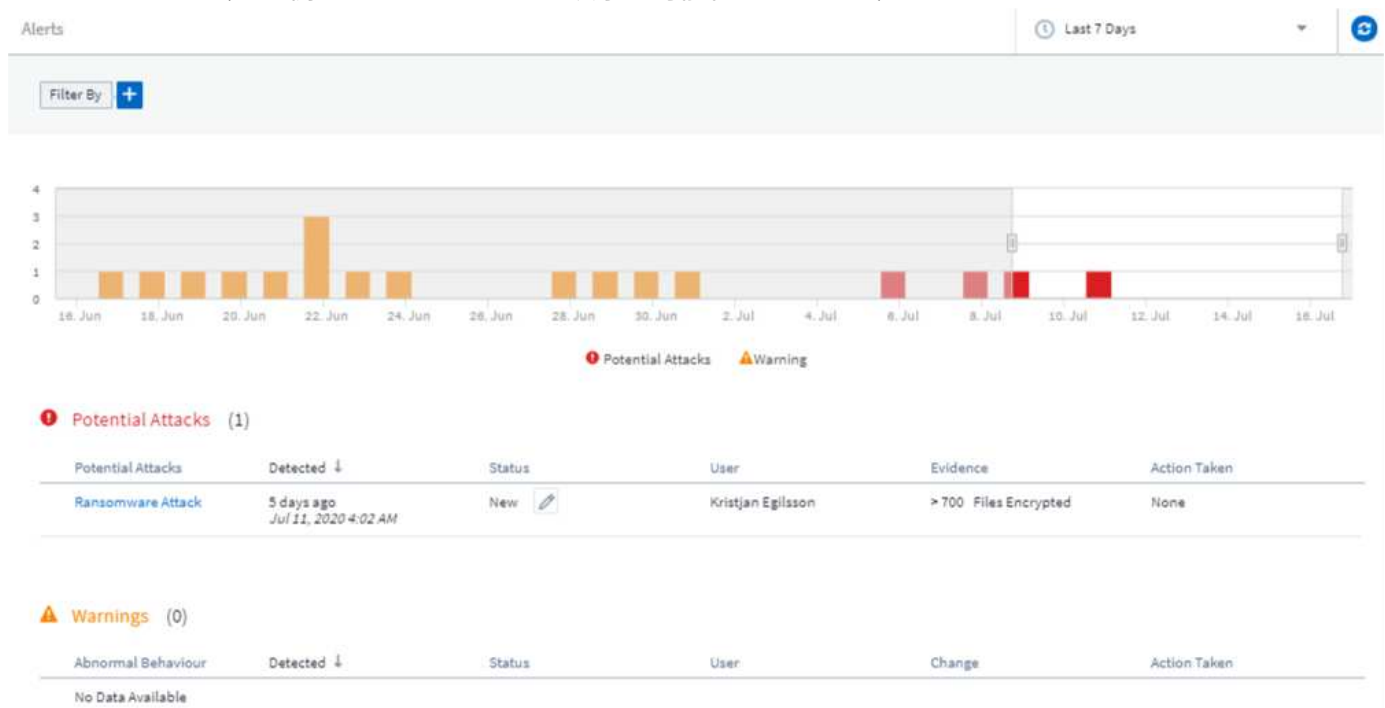 Alerts
Last 7 Days
Filter By +
4
3
2
1
0
16. Jun 18. Jun 20. Jun 22. Jun 24. Jun 26. Jun 28. Jun 30. Jun 2. Jul 4. Jul 6. Jul 8. Jul 10. Jul 12. Jul 14. Jul 16. Jul
Potential Attacks Warning
Potential Attacks (1)
Potential Attacks Detected ↓ Status User Evidence Action Taken
Ransomware Attack 5 days ago New Kristjan Egilsson > 700 Files Encrypted None
Jul 11, 2020 4:02 AM
Warnings (0)
Abnormal Behaviour Detected ↓ Status User Change Action Taken
No Data Available